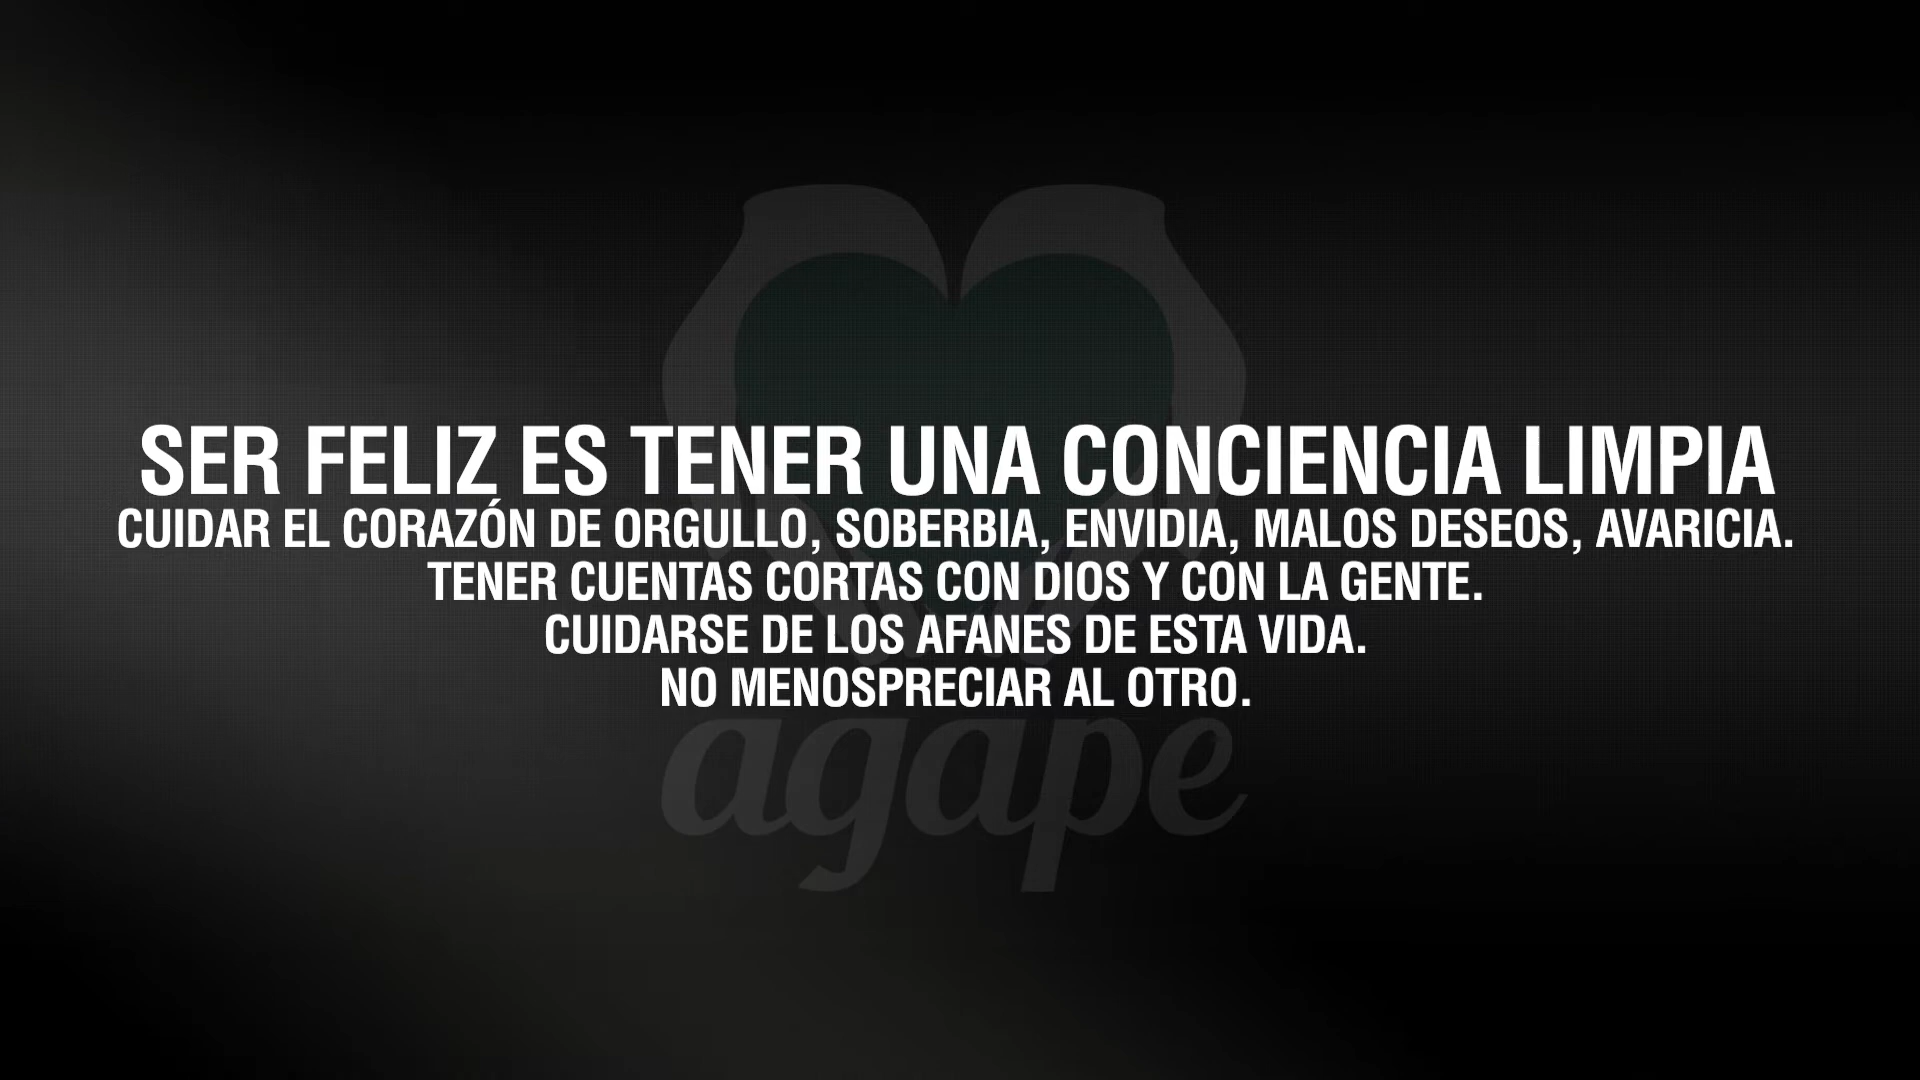 SER FELIZ ES TENER UNA CONCIENCIA LIMPIA
CUIDAR EL CORAZÓN DE ORGULLO, SOBERBIA, ENVIDIA, MALOS DESEOS, AVARICIA.
TENER CUENTAS CORTAS CON DIOS Y CON LA GENTE.
CUIDARSE DE LOS AFANES DE ESTA VIDA.
NO MENOSPRECIAR AL OTRO.
agape